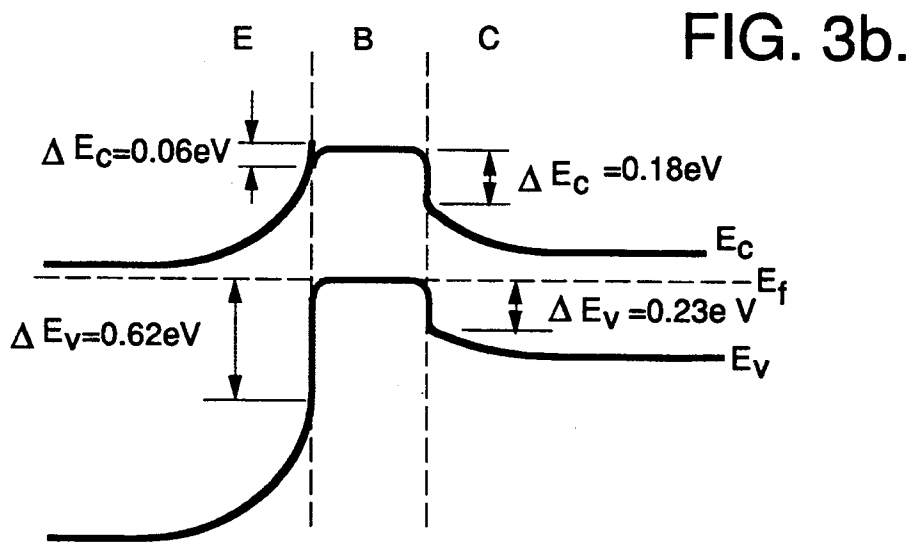 FIG. 3b.
E B C
Δ Ec=0.06eV
Δ Ec =0.18eV
Ec
Ef
Δ Ev=0.62eV
Δ Ev =0.23e V
Ev